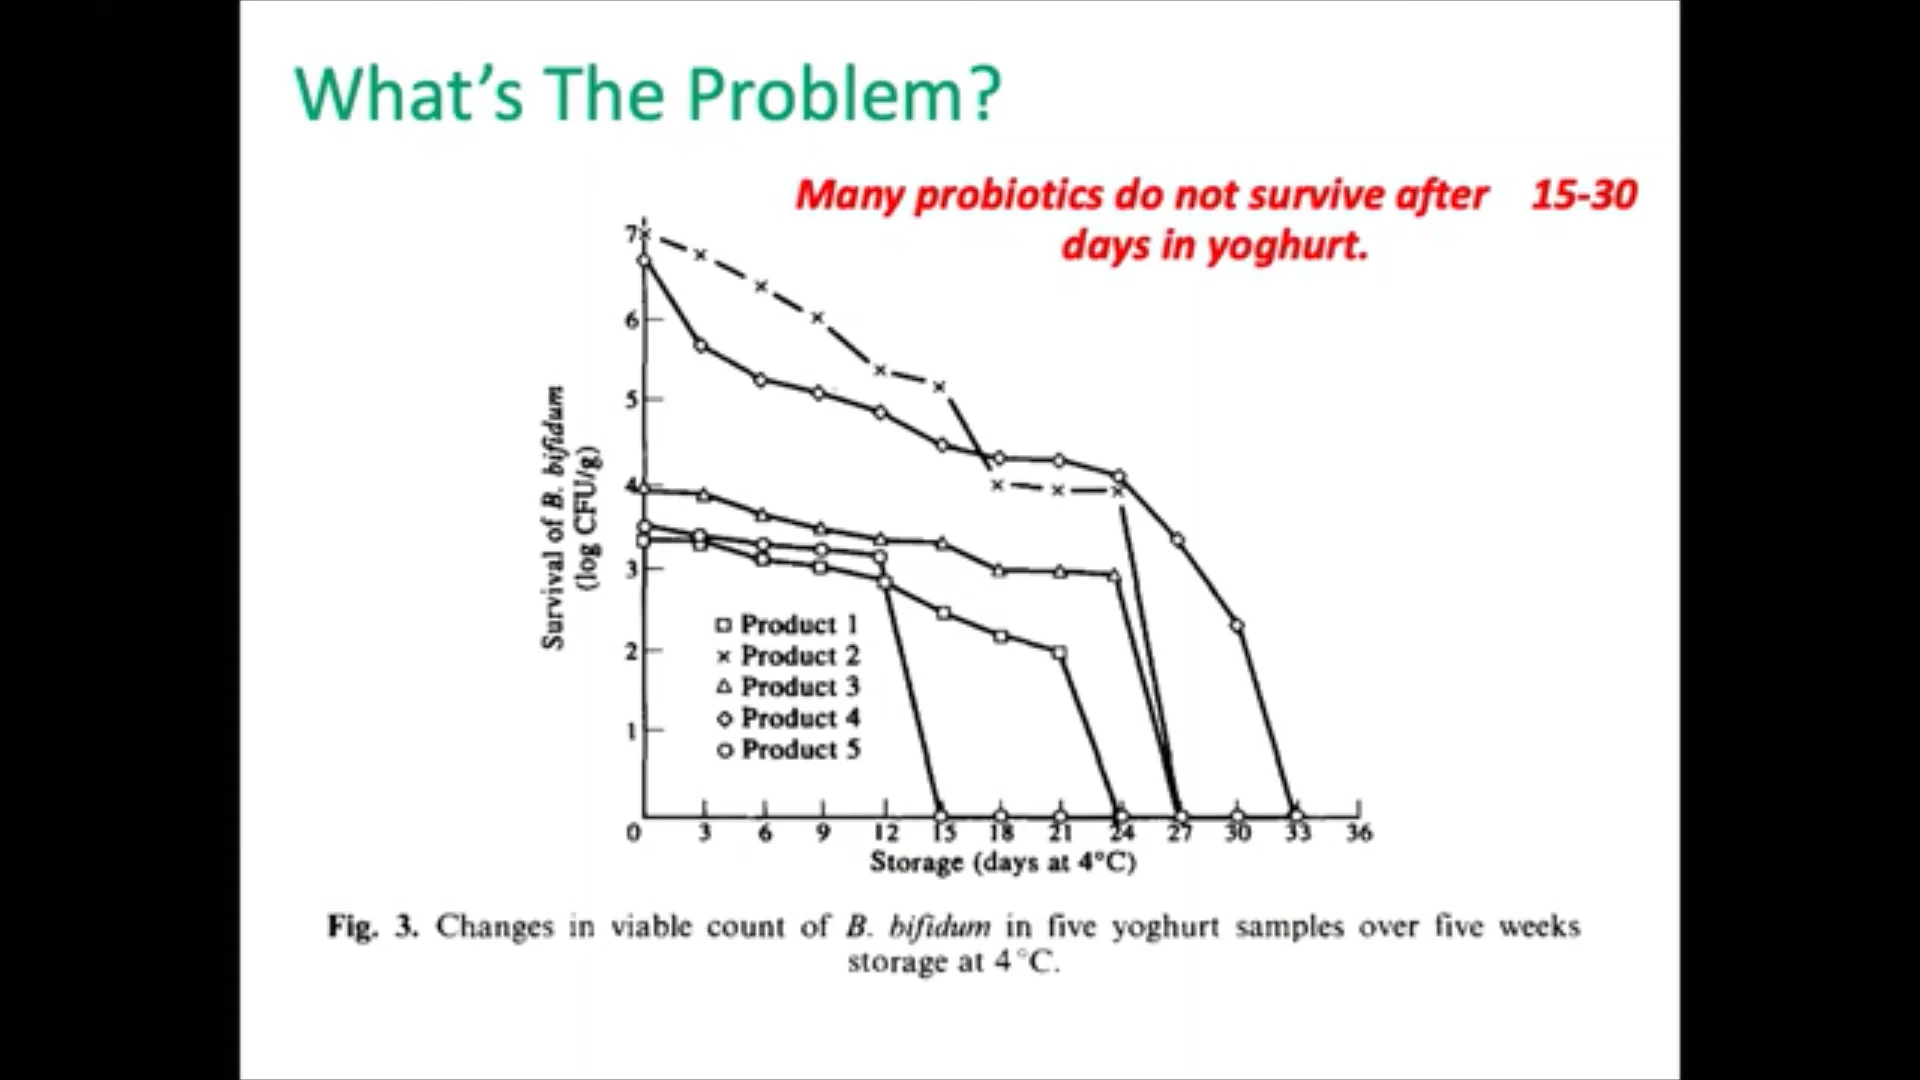 What's The Problem?
Many probiotics do not survive after 15-30
days in yoghurt.
Survival of B. bifidum
(log CFU/g)
7
6
5
4
3
2
1
□ Product 1
× Product 2
△ Product 3
◇ Product 4
○ Product 5
0 3 6 9 12 15 18 21 24 27 30 33 36
Storage (days at 4°C)
Fig. 3. Changes in viable count of B. bifidum in five yoghurt samples over five weeks
storage at 4°C.